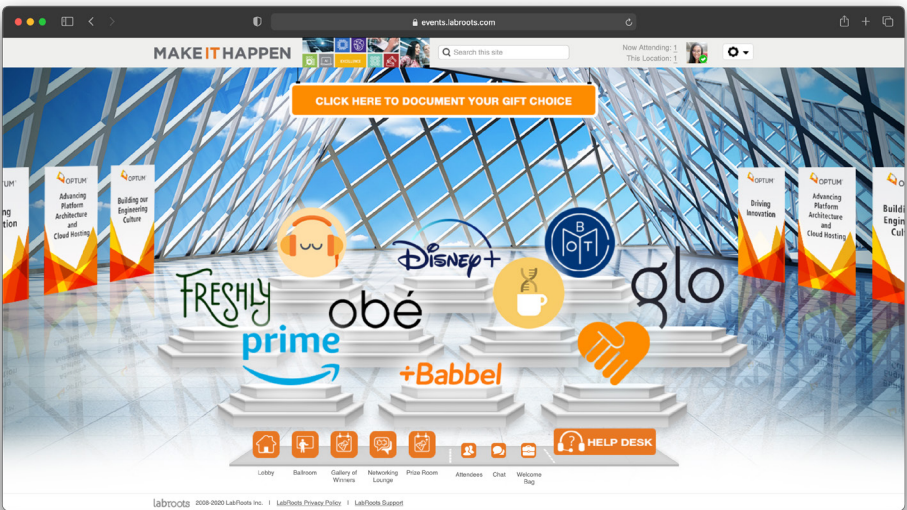 events.labroots.com
MAKE IT HAPPEN
Search this site
Now Attending: 1
This Location: 1
CLICK HERE TO DOCUMENT YOUR GIFT CHOICE
OPTUM
Advancing
Platform
Architecture
and
Cloud Hosting
OPTUM
Building our
Engineering
Culture
OPTUM
Driving
Innovation
OPTUM
Advancing
Platform
Architecture
and
Cloud Hosting
Disney+
BOTM
FRESHLY
obé
glo
prime
+Babbel
HELP DESK
Lobby
Ballroom
Gallery of
Winners
Networking
Lounge
Prize Room
Attendees
Chat
Welcome
Bag
labroots 2008-2020 LabRoots Inc. | LabRoots Privacy Policy | LabRoots Support